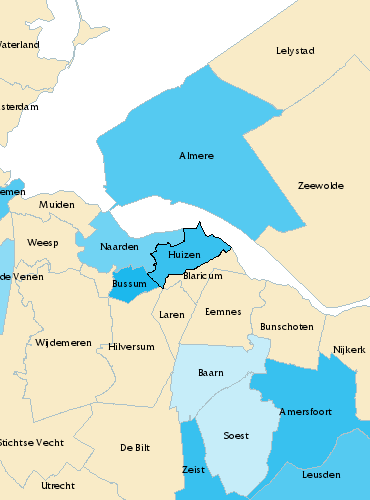 Lelystad
Waterland
sterdam
Almere
Zeewolde
emen
Muiden
Weesp
Naarden
Huizen
de Venen
Bussum
Blaricum
Laren
Eemnes
Bunschoten
Wijdemeren
Hilversum
Nijkerk
Baarn
Amersfoort
Soest
Stichtse Vecht
De Bilt
Zeist
Leusden
Utrecht